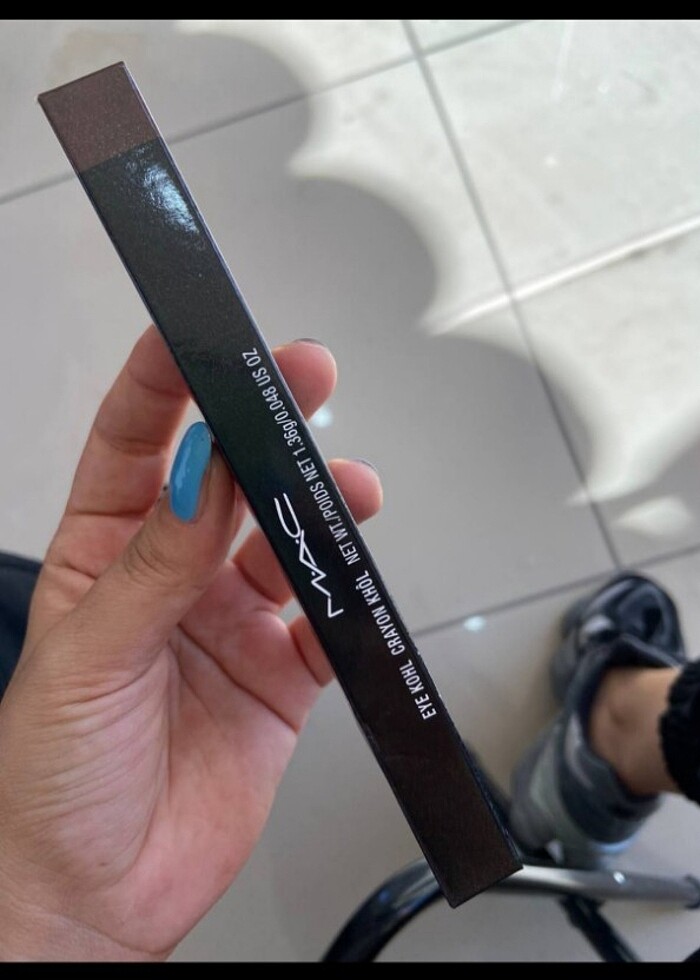 M·A·C
EYE KOHL CRAYON KHÔL NET WT./POIDS NET 1.36g/0.048 US OZ